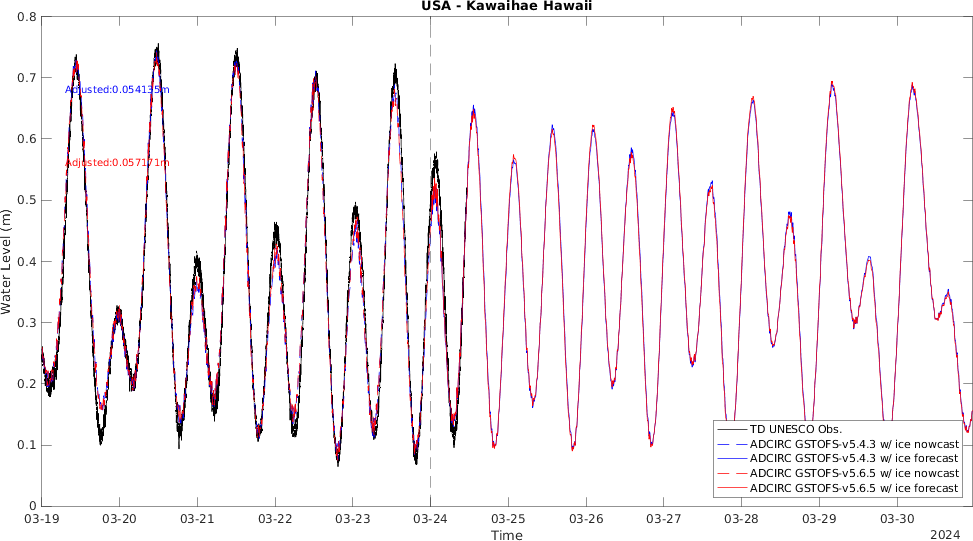 USA - Kawaihae Hawaii
0.8
0.7
0.6
0.5
0.4
0.3
0.2
0.1
0
Water Level (m)
Adjusted:0.054135m
Adjusted:0.057171m
TD UNESCO Obs.
ADCIRC GSTOFS-v5.4.3 w/ ice nowcast
ADCIRC GSTOFS-v5.4.3 w/ ice forecast
ADCIRC GSTOFS-v5.6.5 w/ ice nowcast
ADCIRC GSTOFS-v5.6.5 w/ ice forecast
03-19 03-20 03-21 03-22 03-23 03-24 03-25 03-26 03-27 03-28 03-29 03-30
Time
2024